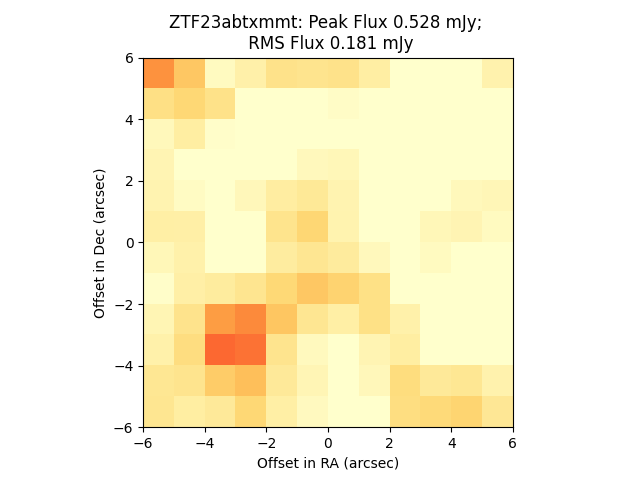 ZTF23abtxmmt: Peak Flux 0.528 mJy;
RMS Flux 0.181 mJy
6
4
2
0
−2
−4
−6
Offset in Dec (arcsec)
−6 −4 −2 0 2 4 6
Offset in RA (arcsec)